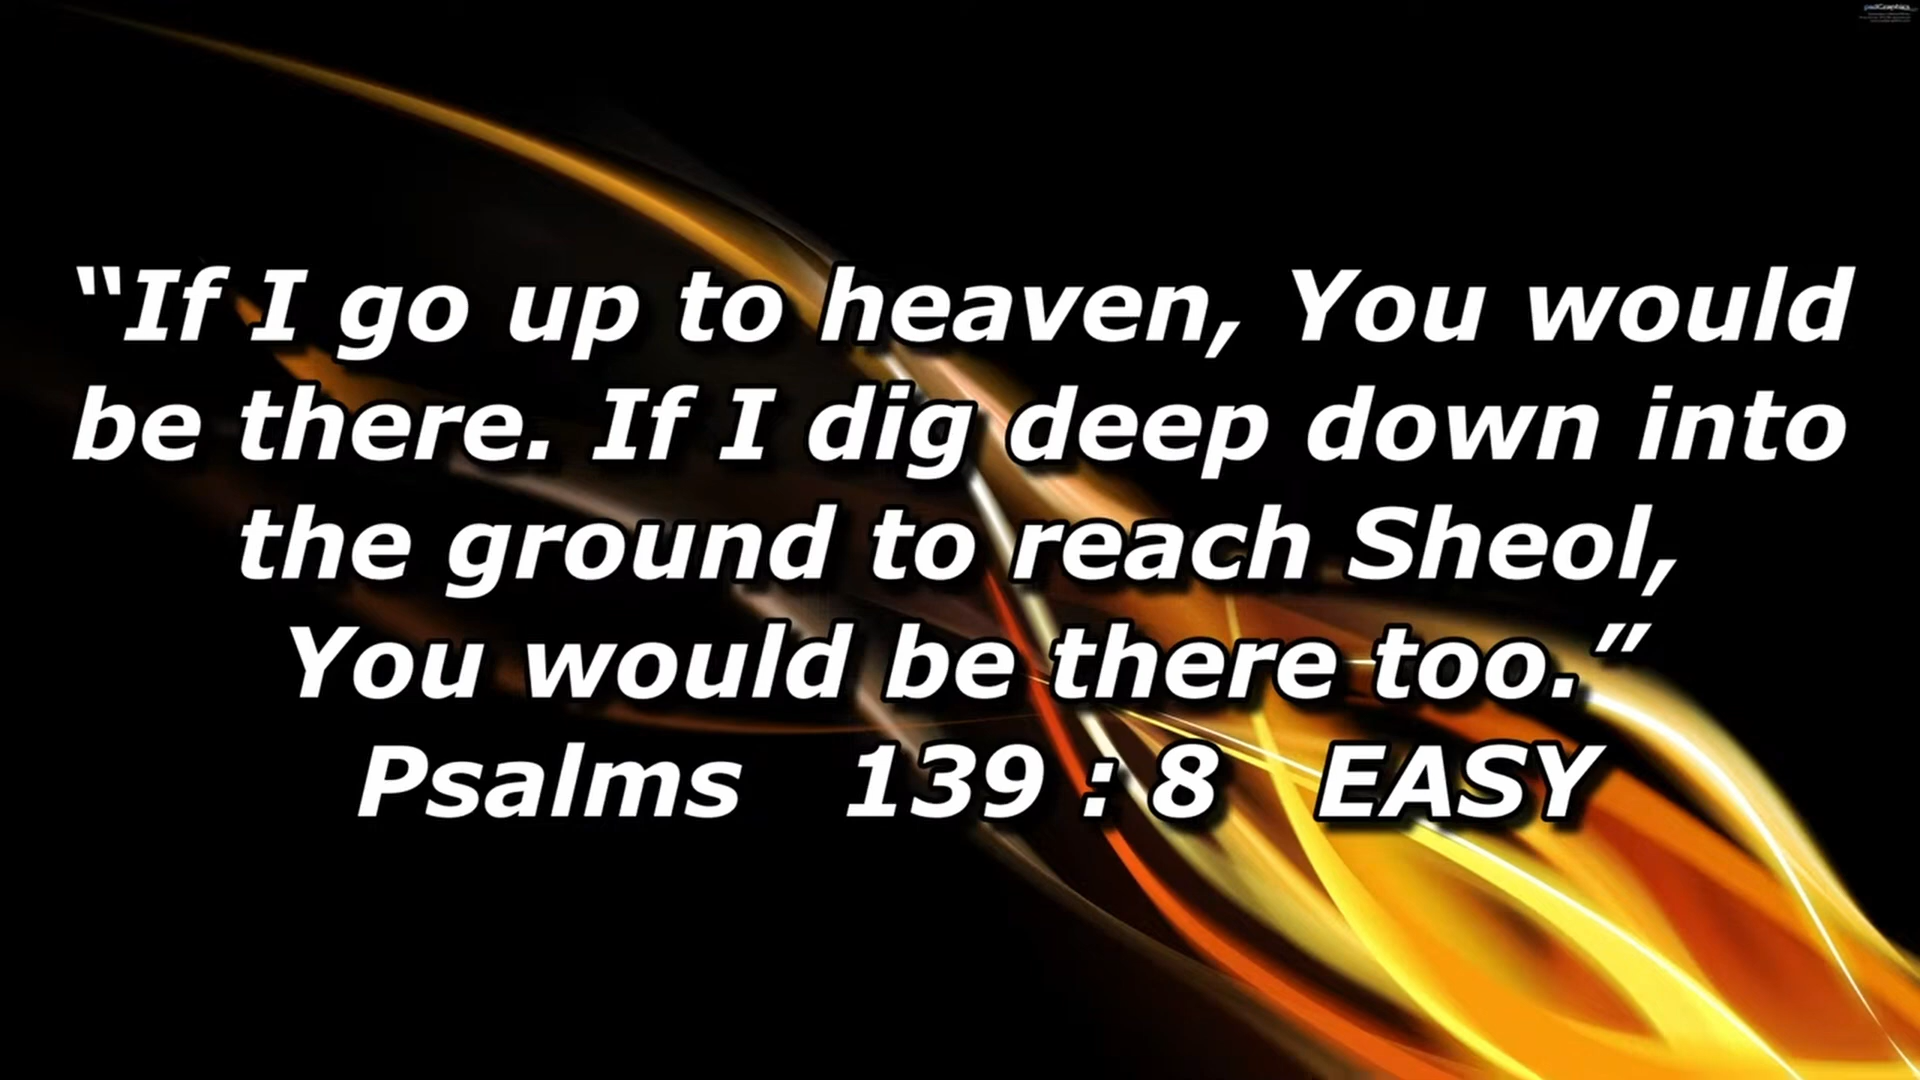 “If I go up to heaven, You would
be there. If I dig deep down into
the ground to reach Sheol,
You would be there too.”
Psalms 139 : 8 EASY